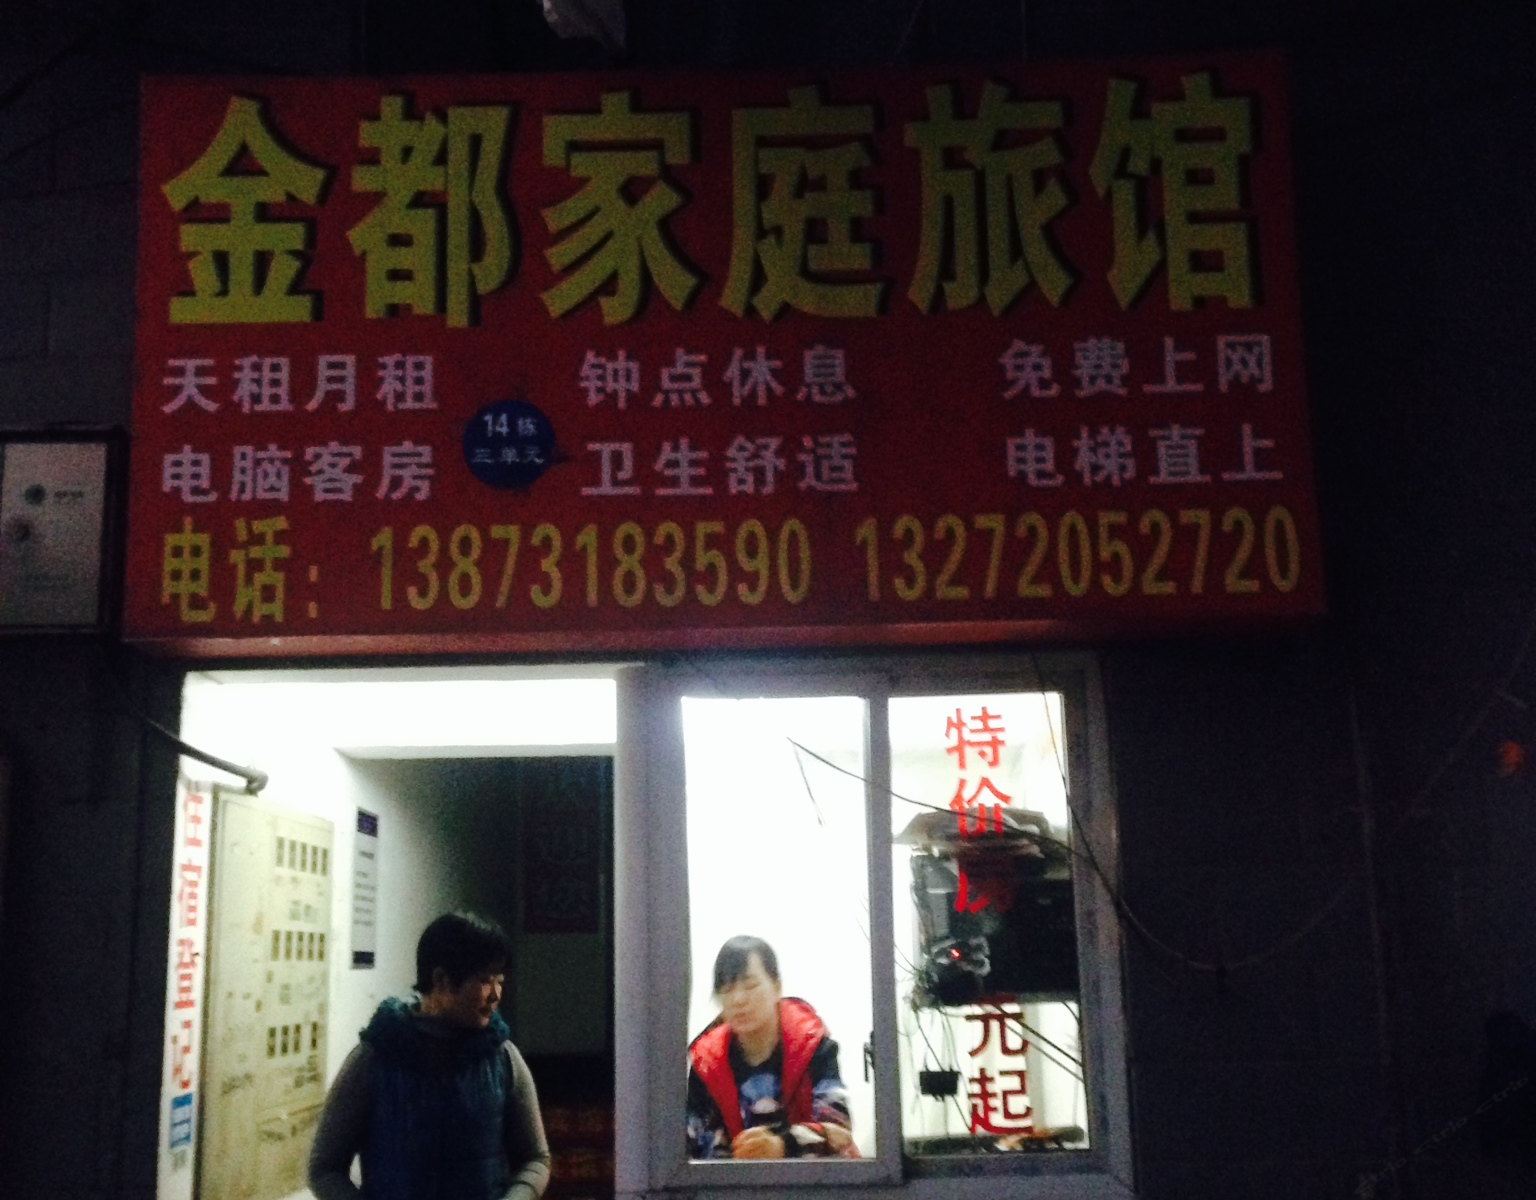 金都家庭旅馆
天租月租 钟点休息 免费上网
14栋
三单元
电脑客房 卫生舒适 电梯直上
电话：13873183590 13272052720
特价房
元起
住宿登记